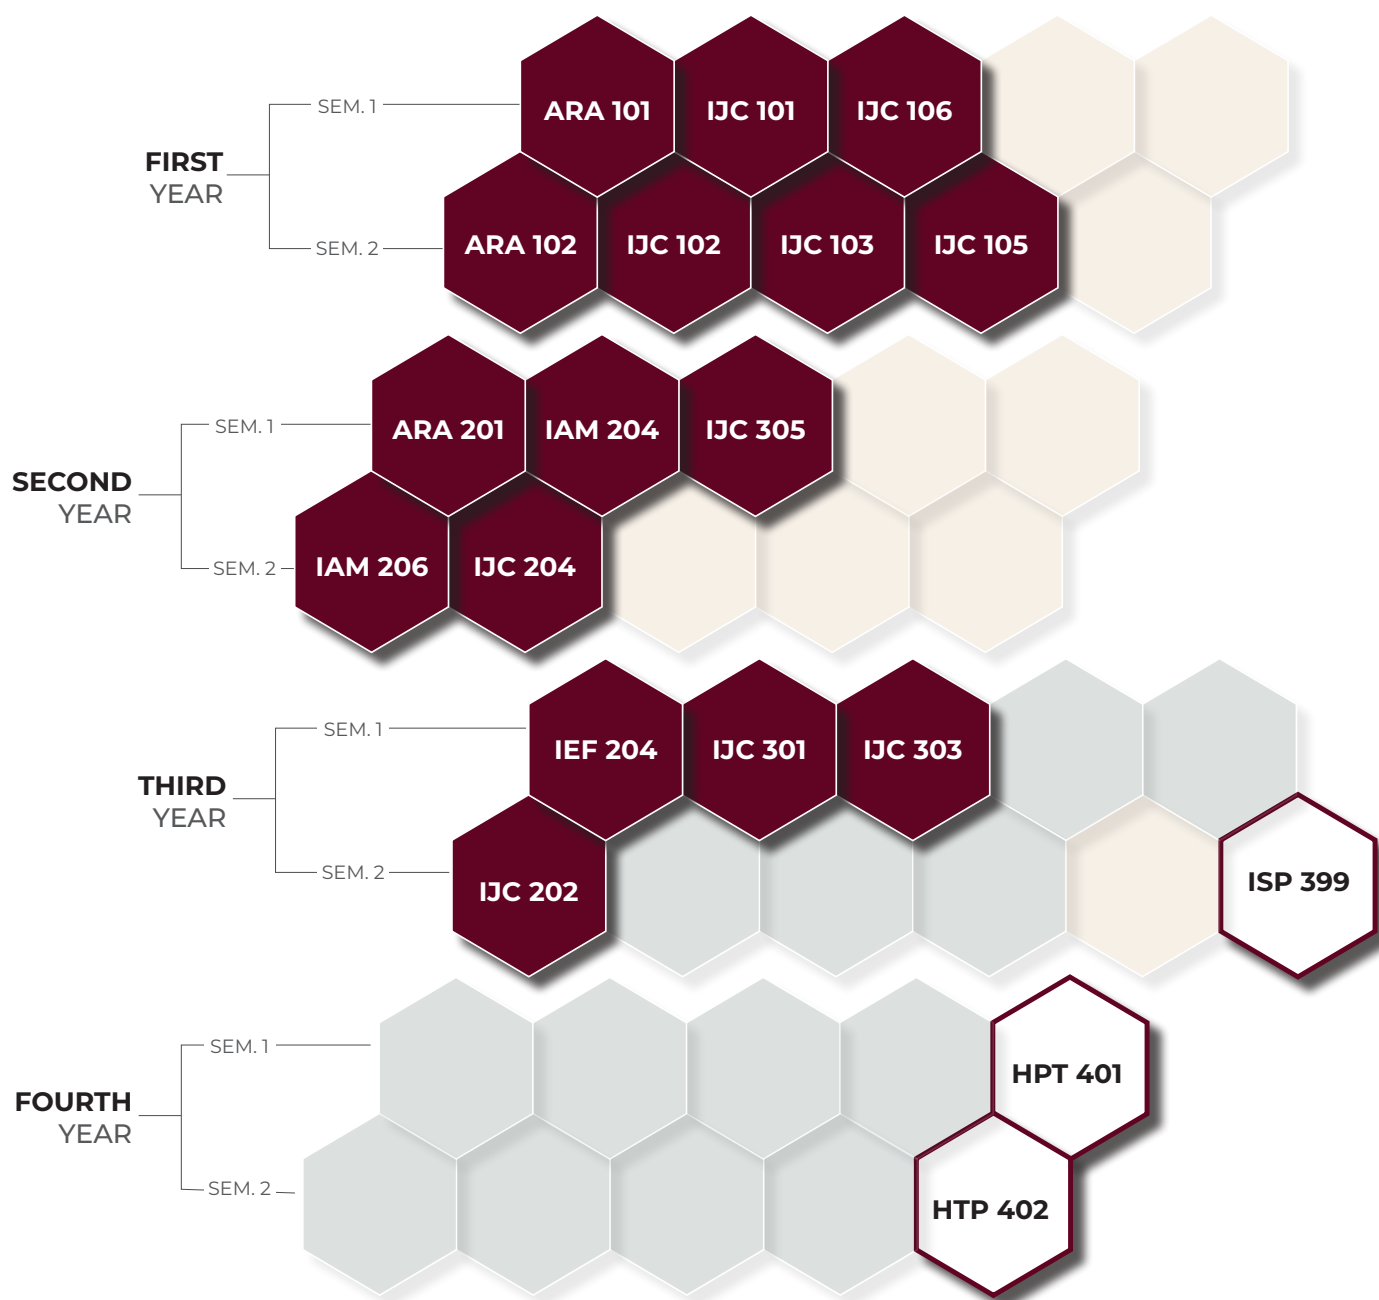 FIRST
YEAR
SEM. 1
ARA 101
IJC 101
IJC 106
SEM. 2
ARA 102
IJC 102
IJC 103
IJC 105
SECOND
YEAR
SEM. 1
ARA 201
IAM 204
IJC 305
SEM. 2
IAM 206
IJC 204
THIRD
YEAR
SEM. 1
IEF 204
IJC 301
IJC 303
SEM. 2
IJC 202
ISP 399
FOURTH
YEAR
SEM. 1
HPT 401
SEM. 2
HTP 402